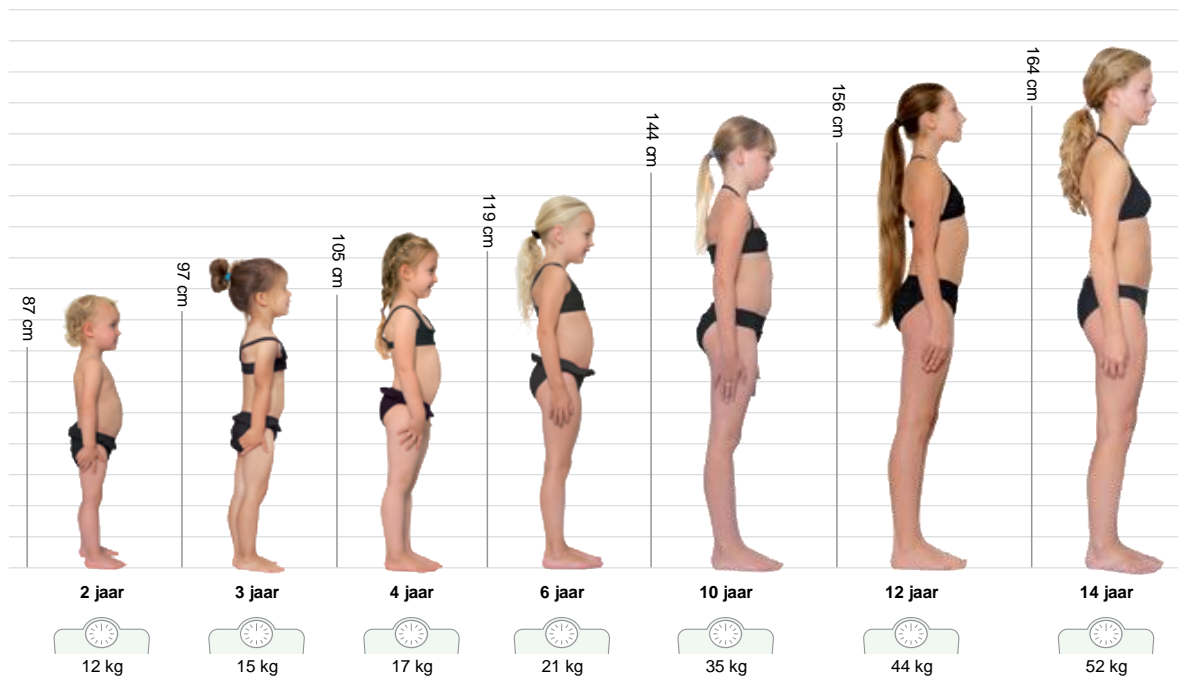 87 cm
97 cm
105 cm
119 cm
144 cm
156 cm
164 cm
2 jaar
3 jaar
4 jaar
6 jaar
10 jaar
12 jaar
14 jaar
12 kg
15 kg
17 kg
21 kg
35 kg
44 kg
52 kg